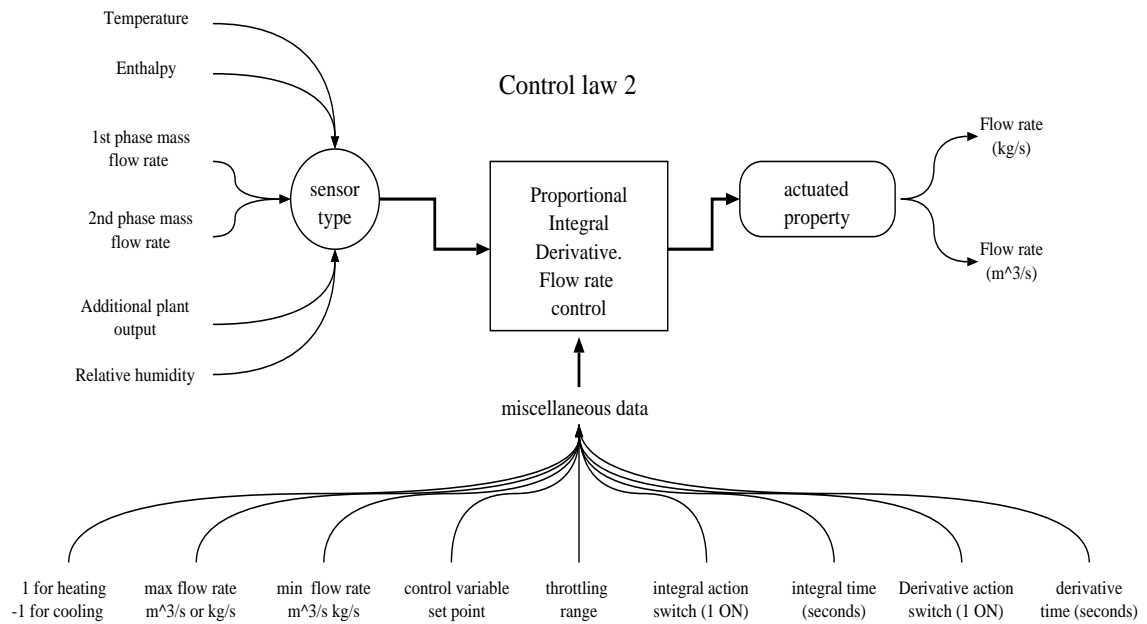 Control law 2
Temperature
Enthalpy
1st phase mass
flow rate
2nd phase mass
flow rate
Additional plant
output
Relative humidity
sensor
type
Proportional
Integral
Derivative.
Flow rate
control
actuated
property
Flow rate
(kg/s)
Flow rate
(m^3/s)
miscellaneous data
1 for heating
-1 for cooling
max flow rate
m^3/s or kg/s
min flow rate
m^3/s kg/s
control variable
set point
throttling
range
integral action
switch (1 ON)
integral time
(seconds)
Derivative action
switch (1 ON)
derivative
time (seconds)